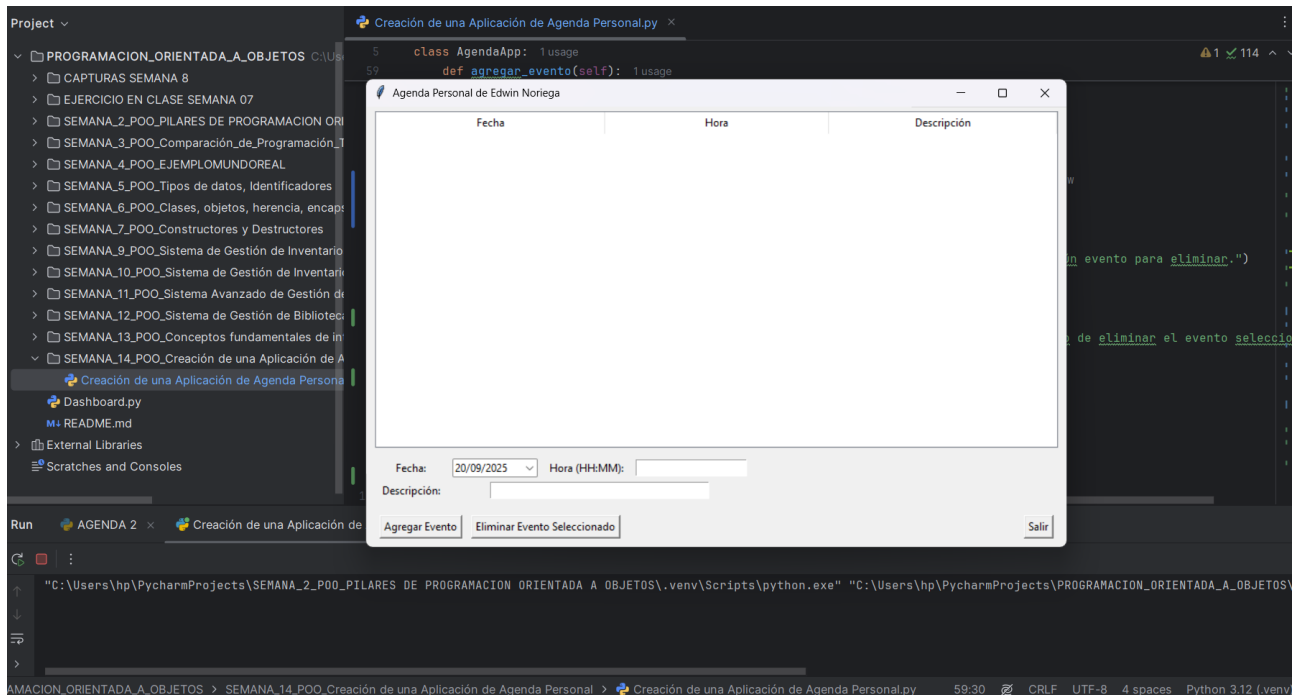 Project
Creación de una Aplicación de Agenda Personal.py
PROGRAMACION_ORIENTADA_A_OBJETOS C:\Us
CAPTURAS SEMANA 8
EJERCICIO EN CLASE SEMANA 07
SEMANA_2_POO_PILARES DE PROGRAMACION ORI
SEMANA_3_POO_Comparación_de_Programación_T
SEMANA_4_POO_EJEMPLOMUNDOREAL
SEMANA_5_POO_Tipos de datos, Identificadores
SEMANA_6_POO_Clases, objetos, herencia, encaps
SEMANA_7_POO_Constructores y Destructores
SEMANA_9_POO_Sistema de Gestión de Inventario
SEMANA_10_POO_Sistema de Gestión de Inventari
SEMANA_11_POO_Sistema Avanzado de Gestión de
SEMANA_12_POO_Sistema de Gestión de Bibliotec
SEMANA_13_POO_Conceptos fundamentales de in
SEMANA_14_POO_Creación de una Aplicación de A
Creación de una Aplicación de Agenda Persona
Dashboard.py
README.md
External Libraries
Scratches and Consoles
5 class AgendaApp: 1 usage
59 def agregar_evento(self): 1 usage
1 114
w
ún evento para eliminar.")
de eliminar el evento seleccio
Agenda Personal de Edwin Noriega
Fecha Hora Descripción
Fecha: 20/09/2025 Hora (HH:MM):
Descripción:
Agregar Evento Eliminar Evento Seleccionado Salir
Run AGENDA 2 Creación de una Aplicación de
"C:\Users\hp\PycharmProjects\SEMANA_2_POO_PILARES DE PROGRAMACION ORIENTADA A OBJETOS\.venv\Scripts\python.exe" "C:\Users\hp\PycharmProjects\PROGRAMACION_ORIENTADA_A_OBJETOS\
AMACION_ORIENTADA_A_OBJETOS > SEMANA_14_POO_Creación de una Aplicación de Agenda Personal > Creación de una Aplicación de Agenda Personal.py 59:30 CRLF UTF-8 4 spaces Python 3.12 (.venv)